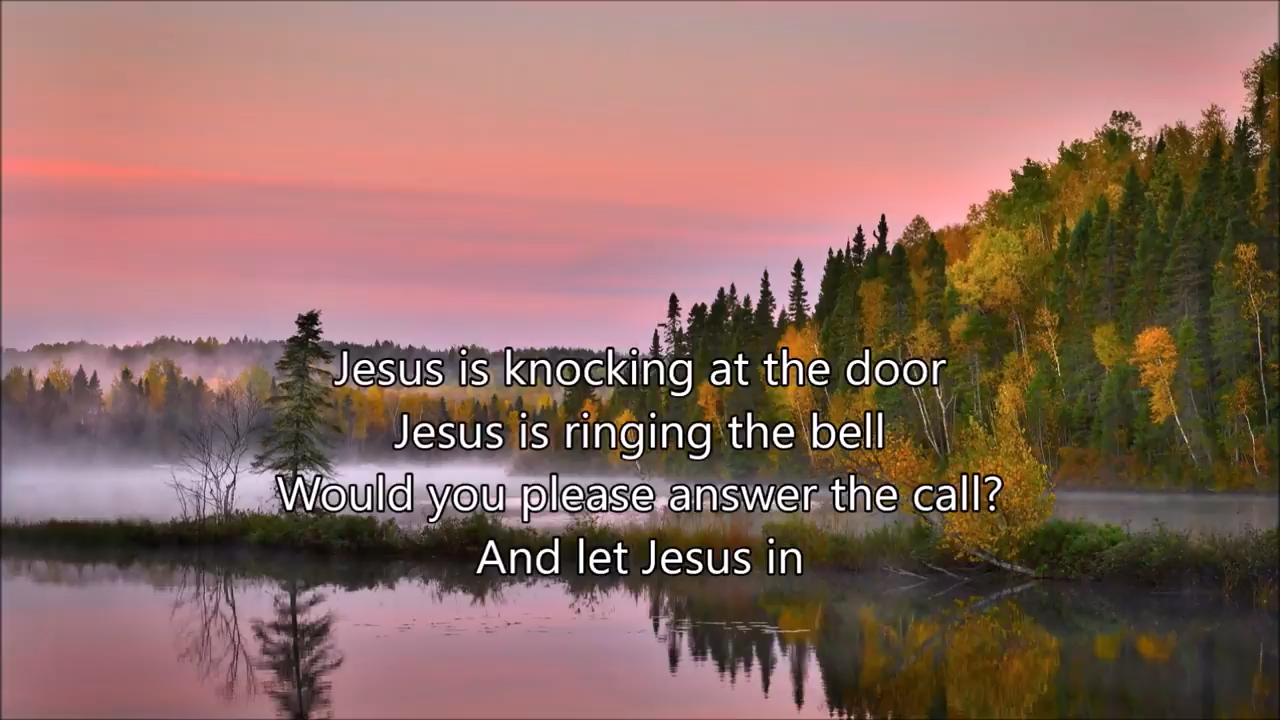 Jesus is knocking at the door
Jesus is ringing the bell
Would you please answer the call?
And let Jesus in